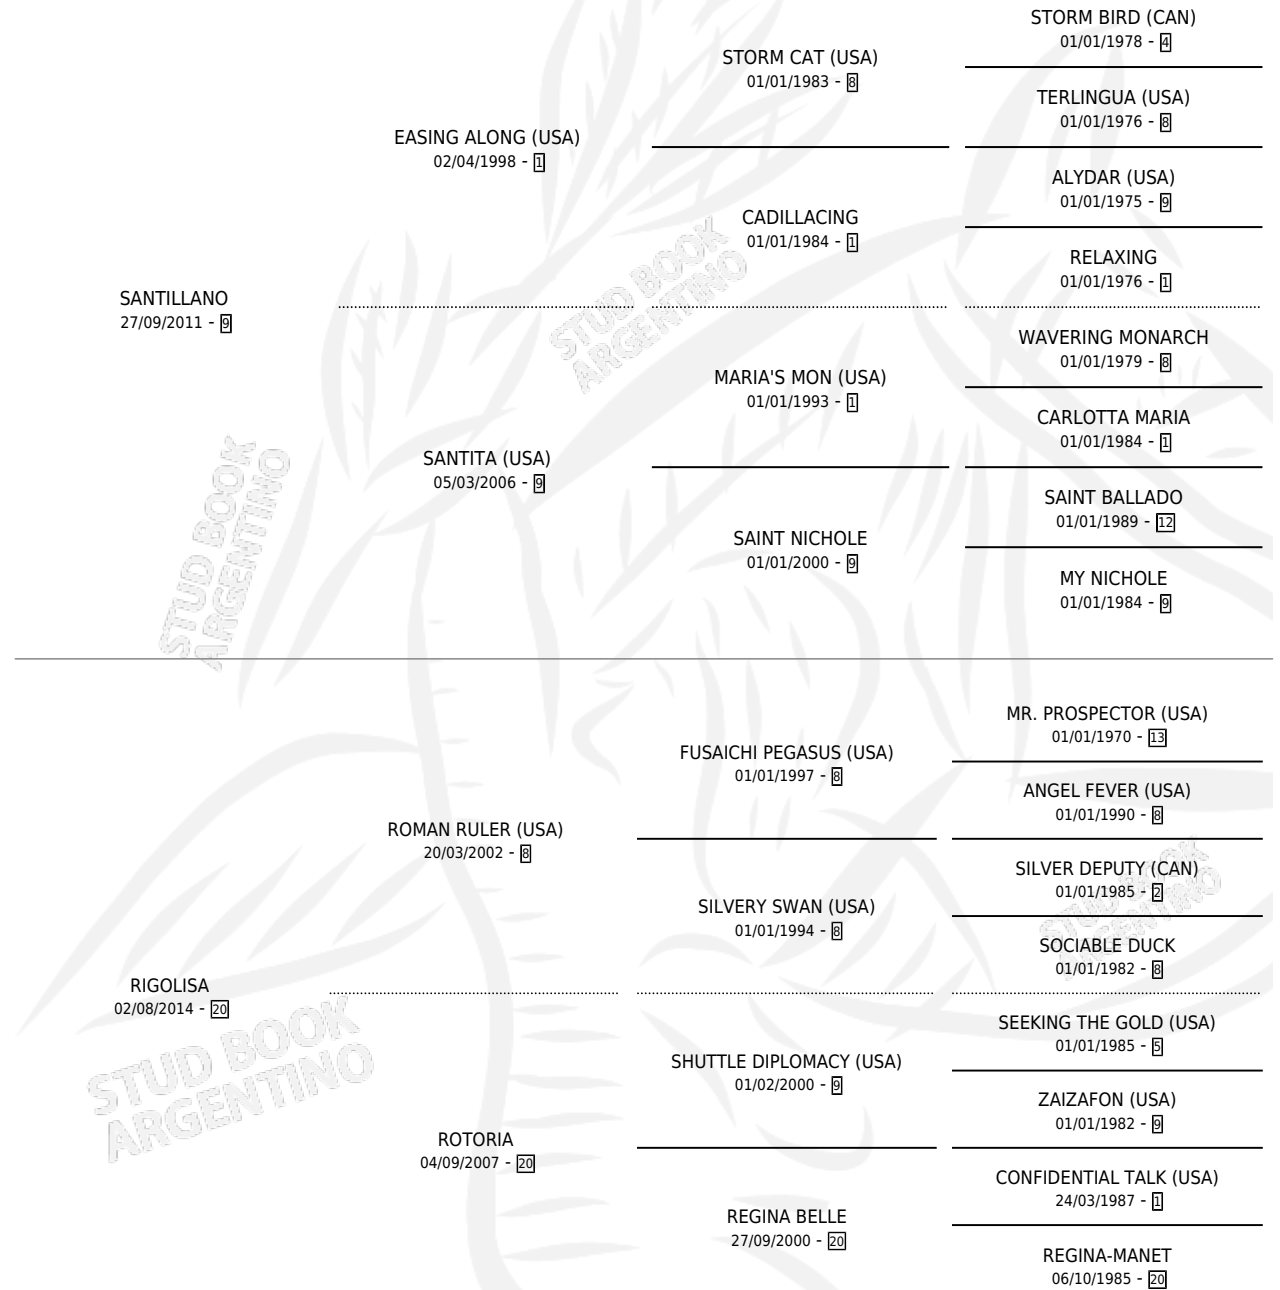 STORM BIRD (CAN)
01/01/1978 - 4
STORM CAT (USA)
01/01/1983 - 8
TERLINGUA (USA)
01/01/1976 - 8
EASING ALONG (USA)
02/04/1998 - 1
ALYDAR (USA)
01/01/1975 - 9
CADILLACING
01/01/1984 - 1
RELAXING
01/01/1976 - 1
SANTILLANO
27/09/2011 - 9
WAVERING MONARCH
01/01/1979 - 8
MARIA'S MON (USA)
01/01/1993 - 1
CARLOTTA MARIA
01/01/1984 - 1
SANTITA (USA)
05/03/2006 - 9
SAINT BALLADO
01/01/1989 - 12
SAINT NICHOLE
01/01/2000 - 9
MY NICHOLE
01/01/1984 - 9
STUD BOOK
ARGENTINO
STUD BOOK
ARGENTINO
MR. PROSPECTOR (USA)
01/01/1970 - 13
FUSAICHI PEGASUS (USA)
01/01/1997 - 8
ANGEL FEVER (USA)
01/01/1990 - 8
ROMAN RULER (USA)
20/03/2002 - 8
SILVER DEPUTY (CAN)
01/01/1985 - 2
SILVERY SWAN (USA)
01/01/1994 - 8
SOCIABLE DUCK
01/01/1982 - 8
RIGOLISA
02/08/2014 - 20
SEEKING THE GOLD (USA)
01/01/1985 - 5
SHUTTLE DIPLOMACY (USA)
01/02/2000 - 9
ZAIZAFON (USA)
01/01/1982 - 9
ROTORIA
04/09/2007 - 20
CONFIDENTIAL TALK (USA)
24/03/1987 - 1
REGINA BELLE
27/09/2000 - 20
REGINA-MANET
06/10/1985 - 20
STUD BOOK
ARGENTINO
STUD BOOK
ARGENTINO